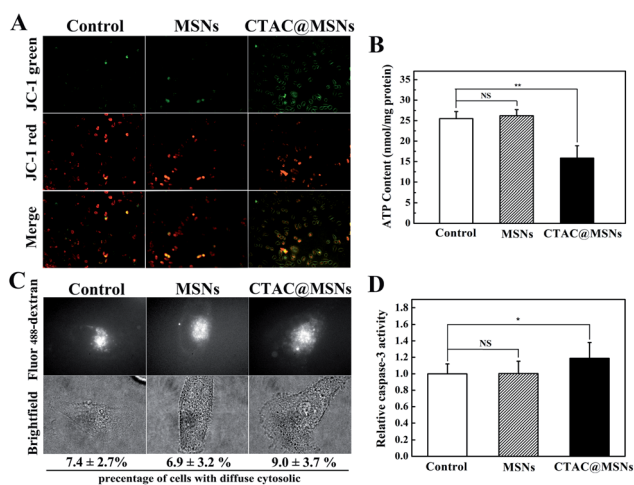 A
Control MSNs CTAC@MSNs
JC-1 green
JC-1 red
Merge
B
ATP Content (nmol/mg protein)
35
30
25
20
15
10
5
0
**
NS
Control MSNs CTAC@MSNs
C
Control MSNs CTAC@MSNs
Fluor 488-dextran
Brightfield
7.4 ± 2.7% 6.9 ± 3.2 % 9.0 ± 3.7 %
precentage of cells with diffuse cytosolic
D
Relative caspase-3 activity
1.8
1.6
1.4
1.2
1.0
0.8
0.6
0.4
0.2
0.0
*
NS
Control MSNs CTAC@MSNs